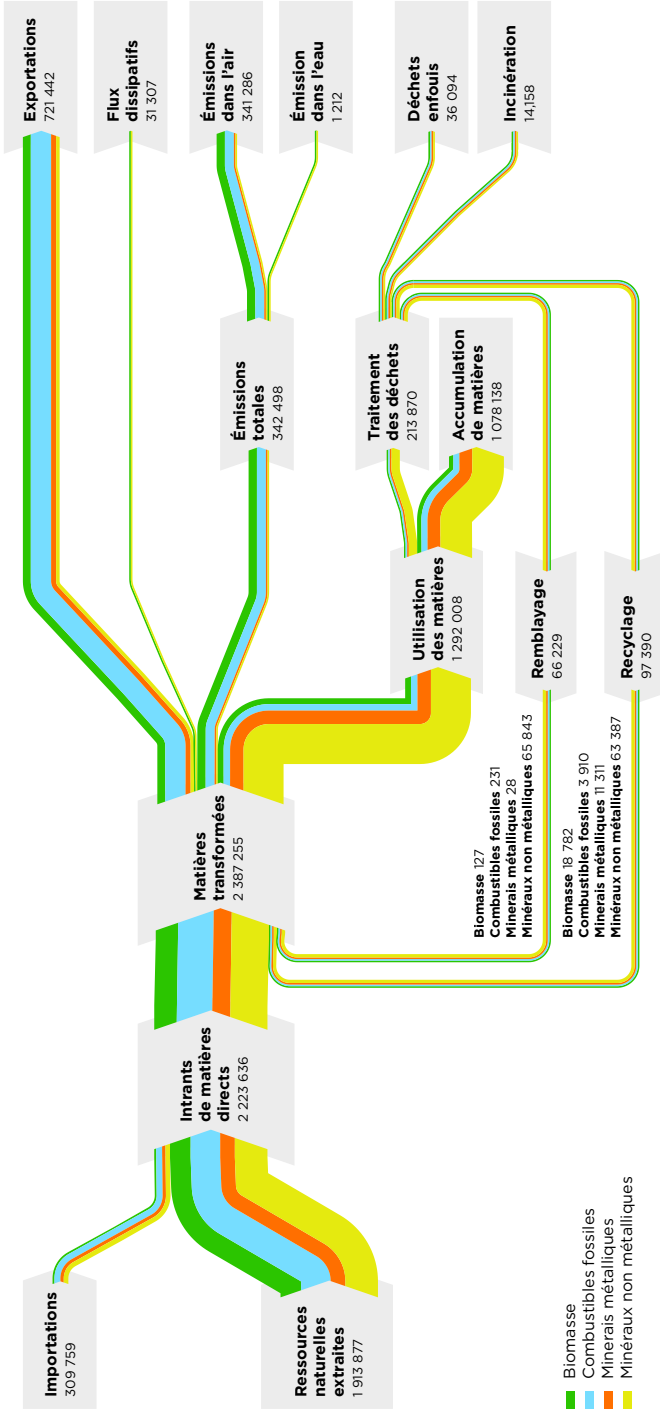 Importations
309 759
Ressources
naturelles
extraites
1 913 877
Intrants
de matières
directs
2 223 636
Matières
transformées
2 387 255
Exportations
721 442
Flux
dissipatifs
31 307
Émissions
totales
342 498
Émissions
dans l'air
341 286
Émission
dans l'eau
1 212
Utilisation
des matières
1 292 008
Traitement
des déchets
213 870
Accumulation
de matières
1 078 138
Déchets
enfouis
36 094
Incinération
14,158
Remblayage
66 229
Biomasse 127
Combustibles fossiles 231
Minerais métalliques 28
Minéraux non métalliques 65 843
Recyclage
97 390
Biomasse 18 782
Combustibles fossiles 3 910
Minerais métalliques 11 311
Minéraux non métalliques 63 387
Biomasse
Combustibles fossiles
Minerais métalliques
Minéraux non métalliques